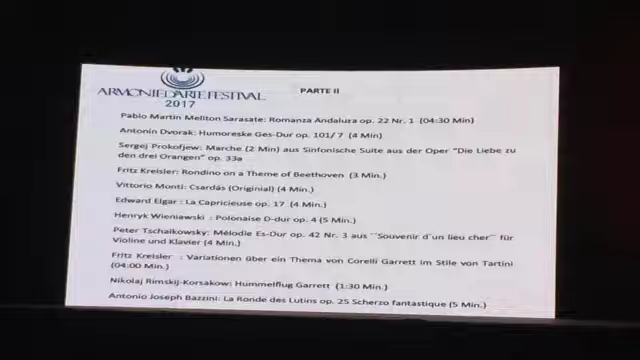 ARMONIED'ARTE FESTIVAL
2017
PARTE II
Pablo Martin Meliton Sarasate: Romanza Andaluza op. 22 Nr. 1 (04:30 Min)
Antonin Dvorak: Humoreske Ges-Dur op. 101/ 7 (4 Min)
Sergej Prokofjew: Marche (2 Min) aus Sinfonische Suite aus der Oper "Die Liebe zu
den drei Orangen" op. 33a
Fritz Kreisler: Rondino on a Theme of Beethoven (3 Min.)
Vittorio Monti: Csardás (Originial) (4 Min.)
Edward Elgar : La Capricieuse op. 17 (4 Min.)
Henryk Wieniawski : Polonaise D-dur op. 4 (5 Min.)
Peter Tschaikowsky: Mélodie Es-Dur op. 42 Nr. 3 aus ´´Souvenir d´un lieu cher´´ für
Violine und Klavier (4 Min.)
Fritz Kreisler : Variationen über ein Thema von Corelli Garrett im Stile von Tartini
(04:00 Min.)
Nikolaj Rimskij-Korsakow: Hummelflug Garrett (1:30 Min.)
Antonio Joseph Bazzini: La Ronde des Lutins op. 25 Scherzo fantastique (5 Min.)